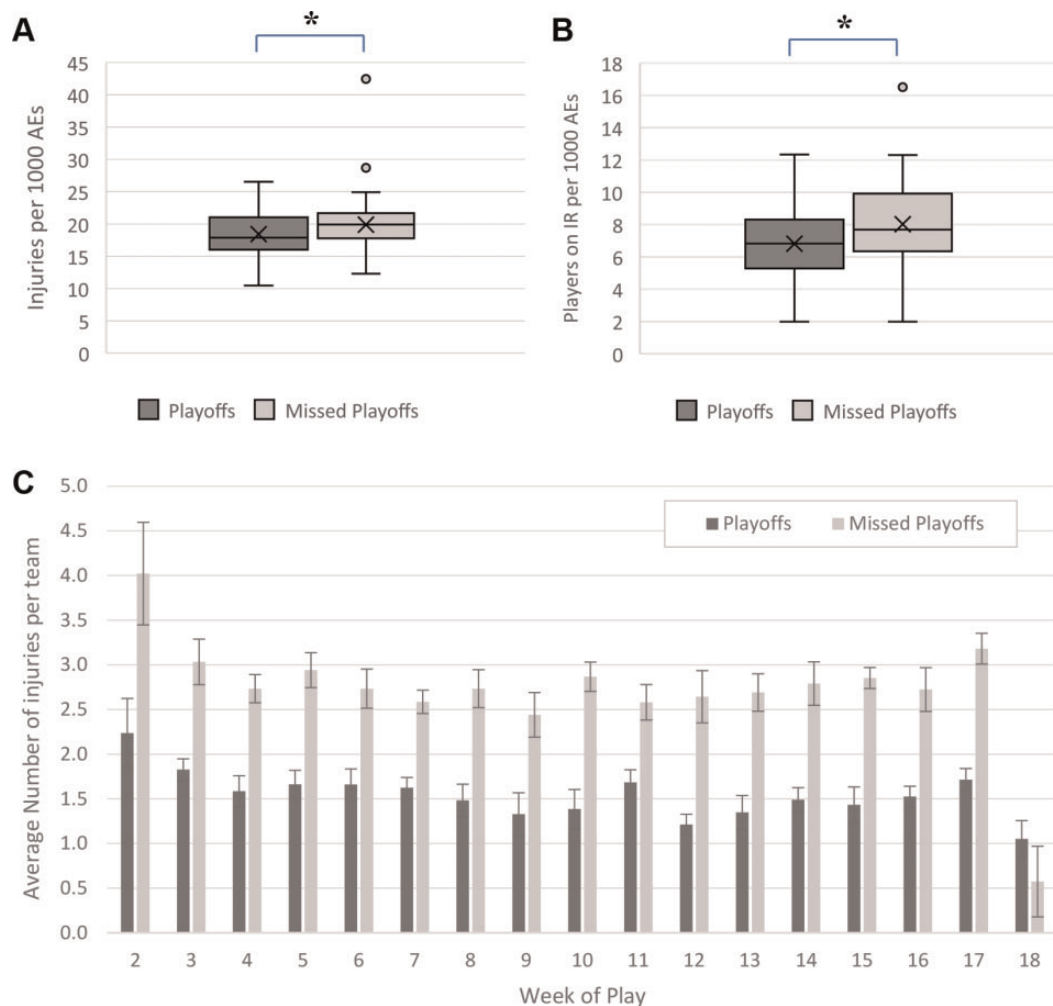 A
*
Injuries per 1000 AEs
45
40
35
30
25
20
15
10
5
0
Playoffs
Missed Playoffs
B
*
Players on IR per 1000 AEs
18
16
14
12
10
8
6
4
2
0
Playoffs
Missed Playoffs
C
Average Number of injuries per team
5.0
4.5
4.0
3.5
3.0
2.5
2.0
1.5
1.0
0.5
0.0
Playoffs
Missed Playoffs
2 3 4 5 6 7 8 9 10 11 12 13 14 15 16 17 18
Week of Play